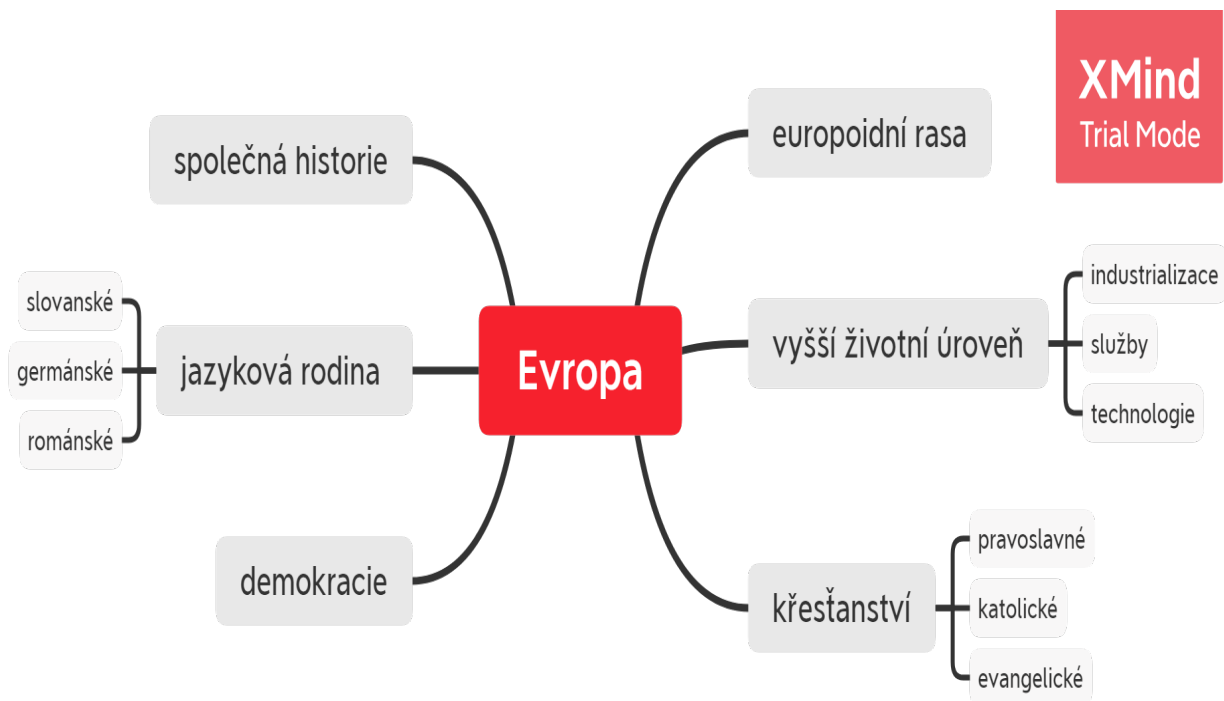 XMind
Trial Mode
europoidní rasa
společná historie
industrializace
slovanské
vyšší životní úroveň
služby
germánské
jazyková rodina
Evropa
technologie
románské
pravoslavné
demokracie
křesťanství
katolické
evangelické